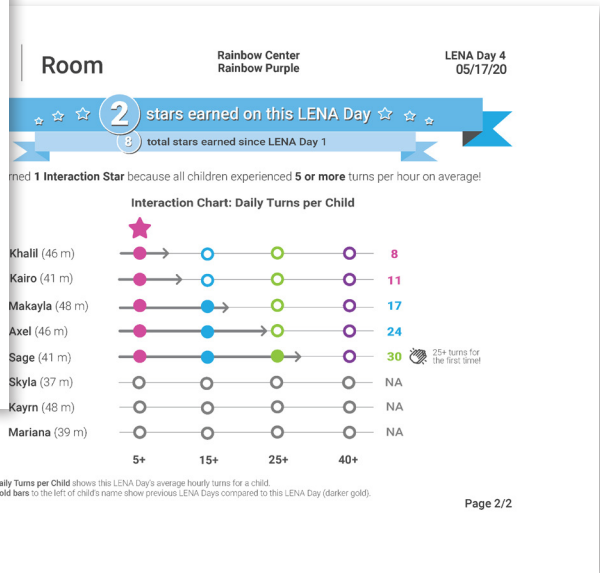 Room
Rainbow Center
Rainbow Purple
LENA Day 4
05/17/20
2 stars earned on this LENA Day
8 total stars earned since LENA Day 1
rned 1 Interaction Star because all children experienced 5 or more turns per hour on average!
Interaction Chart: Daily Turns per Child
Khalil (46 m) 8
Kairo (41 m) 11
Makayla (48 m) 17
Axel (46 m) 24
Sage (41 m) 30 25+ turns for
the first time!
Skyla (37 m) NA
Kayrn (48 m) NA
Mariana (39 m) NA
5+ 15+ 25+ 40+
aily Turns per Child shows this LENA Day's average hourly turns for a child.
old bars to the left of child's name show previous LENA Days compared to this LENA Day (darker gold).
Page 2/2